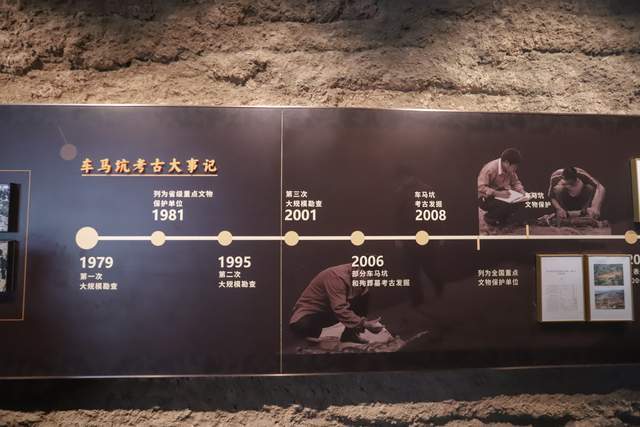 车马坑考古大事记
1979
第一次
大规模勘查
列为省级重点文物
保护单位
1981
1995
第二次
大规模勘查
第三次
大规模勘查
2001
2006
部分车马坑
和殉葬墓考古发掘
车马坑
考古发掘
2008
列为全国重点
文物保护单位
车马坑
文物保护
20